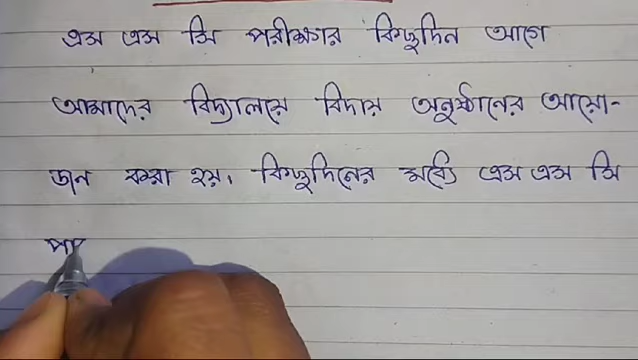 এস এস সি পরীক্ষার কিছুদিন আগে
আমাদের বিদ্যালয়ে বিদায় অনুষ্ঠানের আয়ো-
জন করা হয়। কিছুদিনের মধ্যে এস এস সি